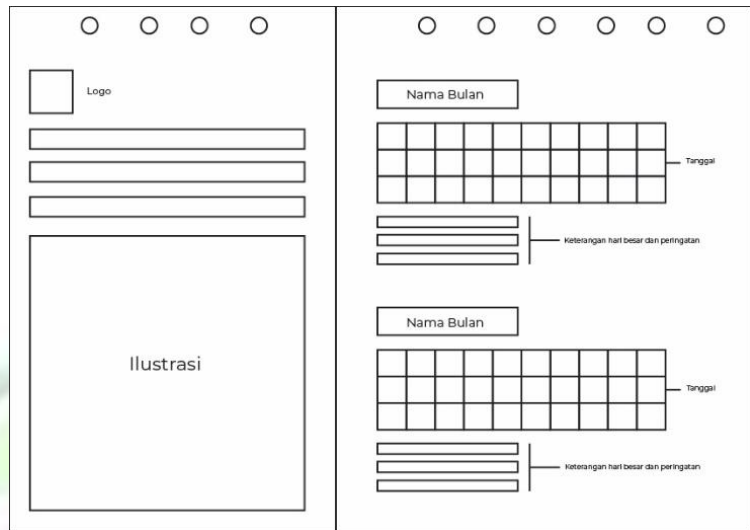 Logo
Ilustrasi
Nama Bulan
Tanggal
Keterangan hari besar dan peringatan
Nama Bulan
Tanggal
Keterangan hari besar dan peringatan